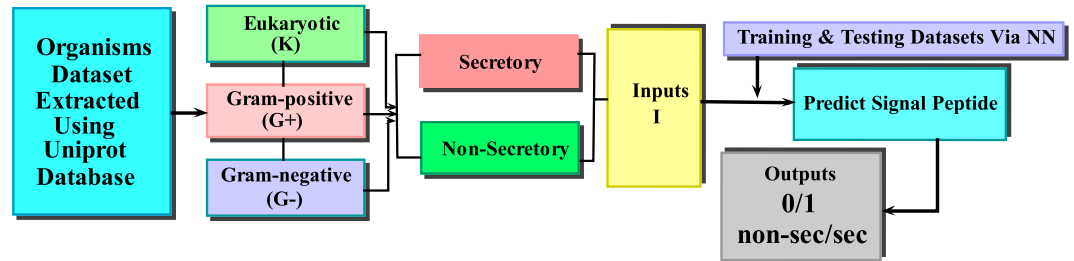 Organisms
Dataset
Extracted
Using
Uniprot
Database
Eukaryotic
(K)
Gram-positive
(G+)
Gram-negative
(G-)
Secretory
Non-Secretory
Inputs
I
Training & Testing Datasets Via NN
Predict Signal Peptide
Outputs
0/1
non-sec/sec